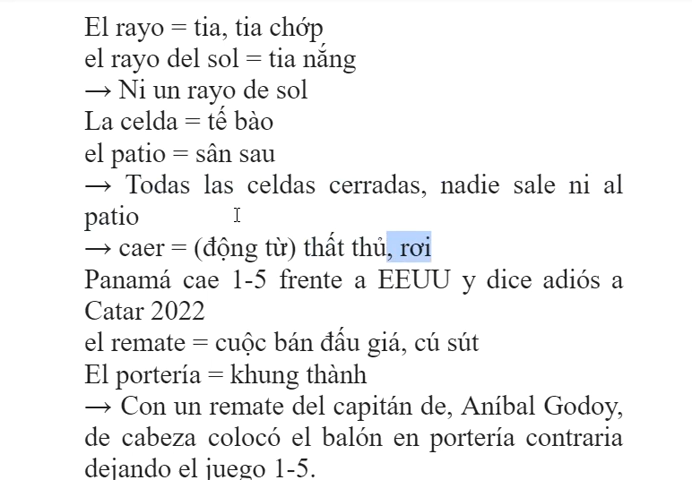 El rayo = tia, tia chớp
el rayo del sol = tia nắng
→ Ni un rayo de sol
La celda = tế bào
el patio = sân sau
→ Todas las celdas cerradas, nadie sale ni al
patio
→ caer = (động từ) thất thủ, rơi
Panamá cae 1-5 frente a EEUU y dice adiós a
Catar 2022
el remate = cuộc bán đấu giá, cú sút
El portería = khung thành
→ Con un remate del capitán de, Aníbal Godoy,
de cabeza colocó el balón en portería contraria
dejando el juego 1-5.